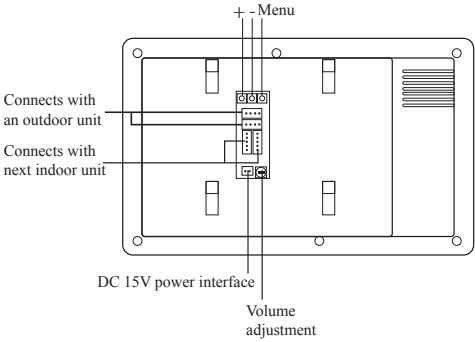 + - Menu
Connects with
an outdoor unit
Connects with
next indoor unit
DC 15V power interface
Volume
adjustment